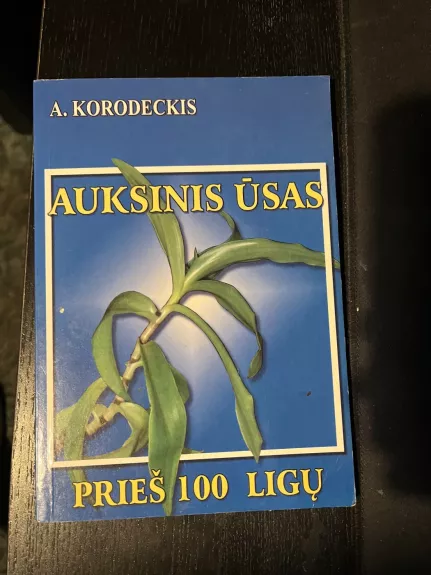 A. KORODECKIS
AUKSINIS ŪSAS
PRIEŠ 100 LIGŲ